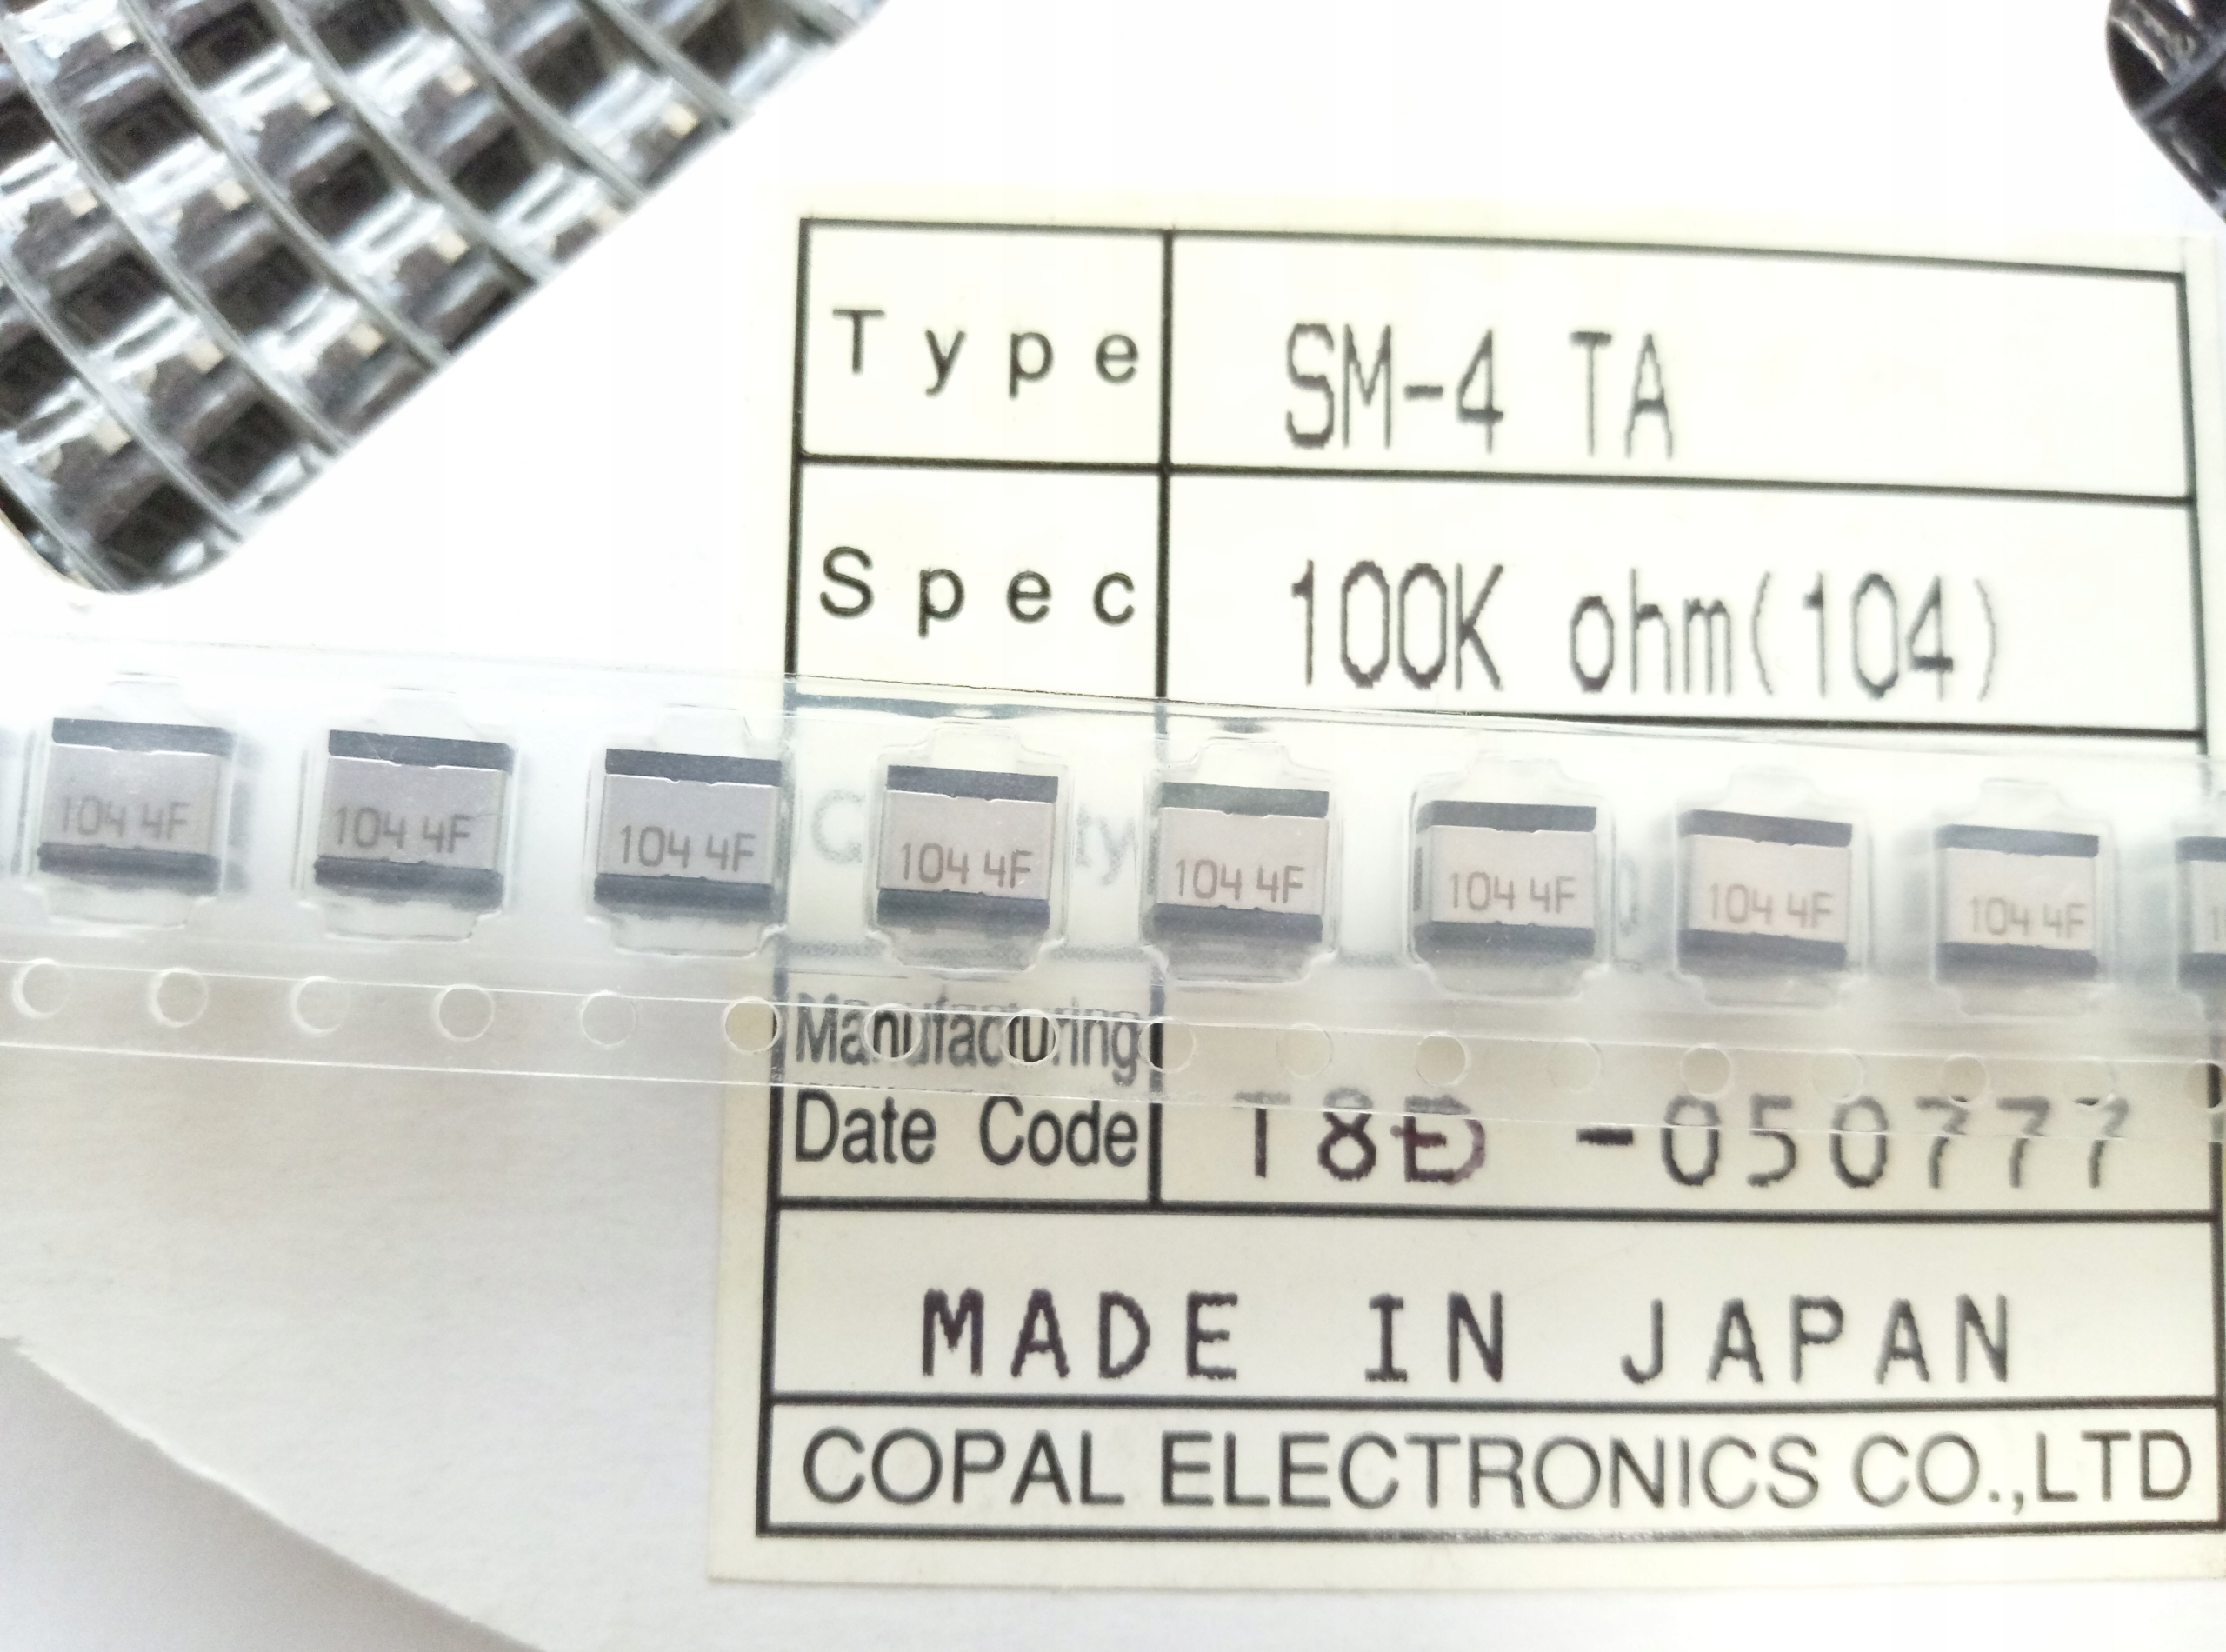 Type SM-4 TA
Spec 100K ohm(104)
104 4F 104 4F 104 4F 104 4F 104 4F 104 4F 104 4F 104 4F
Manufacturing
Date Code -050777
MADE IN JAPAN
COPAL ELECTRONICS CO.,LTD